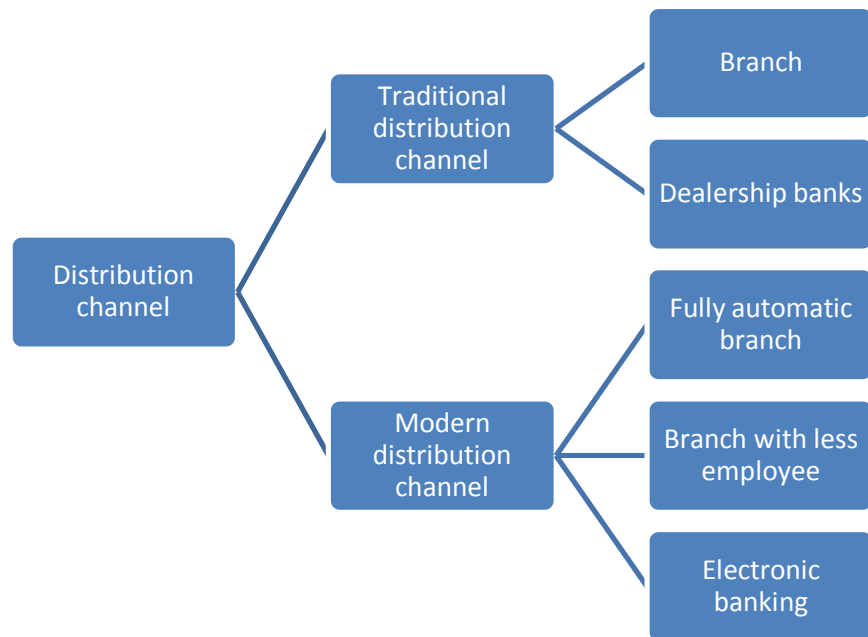 Distribution
channel
Traditional
distribution
channel
Branch
Dealership banks
Modern
distribution
channel
Fully automatic
branch
Branch with less
employee
Electronic
banking